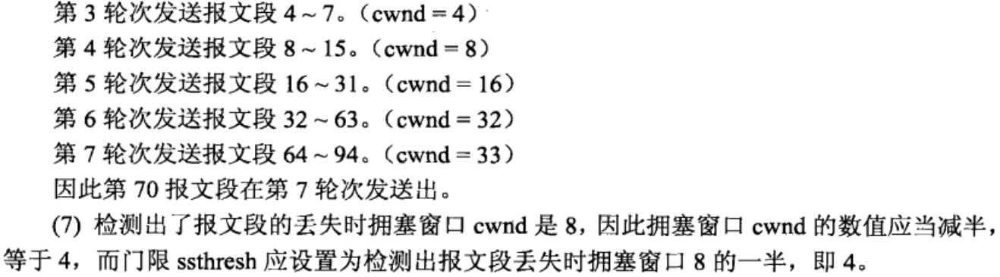 第 3 轮次发送报文段 4 ~ 7。（cwnd = 4）
第 4 轮次发送报文段 8 ~ 15。（cwnd = 8）
第 5 轮次发送报文段 16 ~ 31。（cwnd = 16）
第 6 轮次发送报文段 32 ~ 63。（cwnd = 32）
第 7 轮次发送报文段 64 ~ 94。（cwnd = 33）
因此第 70 报文段在第 7 轮次发送出。
(7) 检测出了报文段的丢失时拥塞窗口 cwnd 是 8，因此拥塞窗口 cwnd 的数值应当减半，
等于 4，而门限 ssthresh 应设置为检测出报文段丢失时拥塞窗口 8 的一半，即 4。